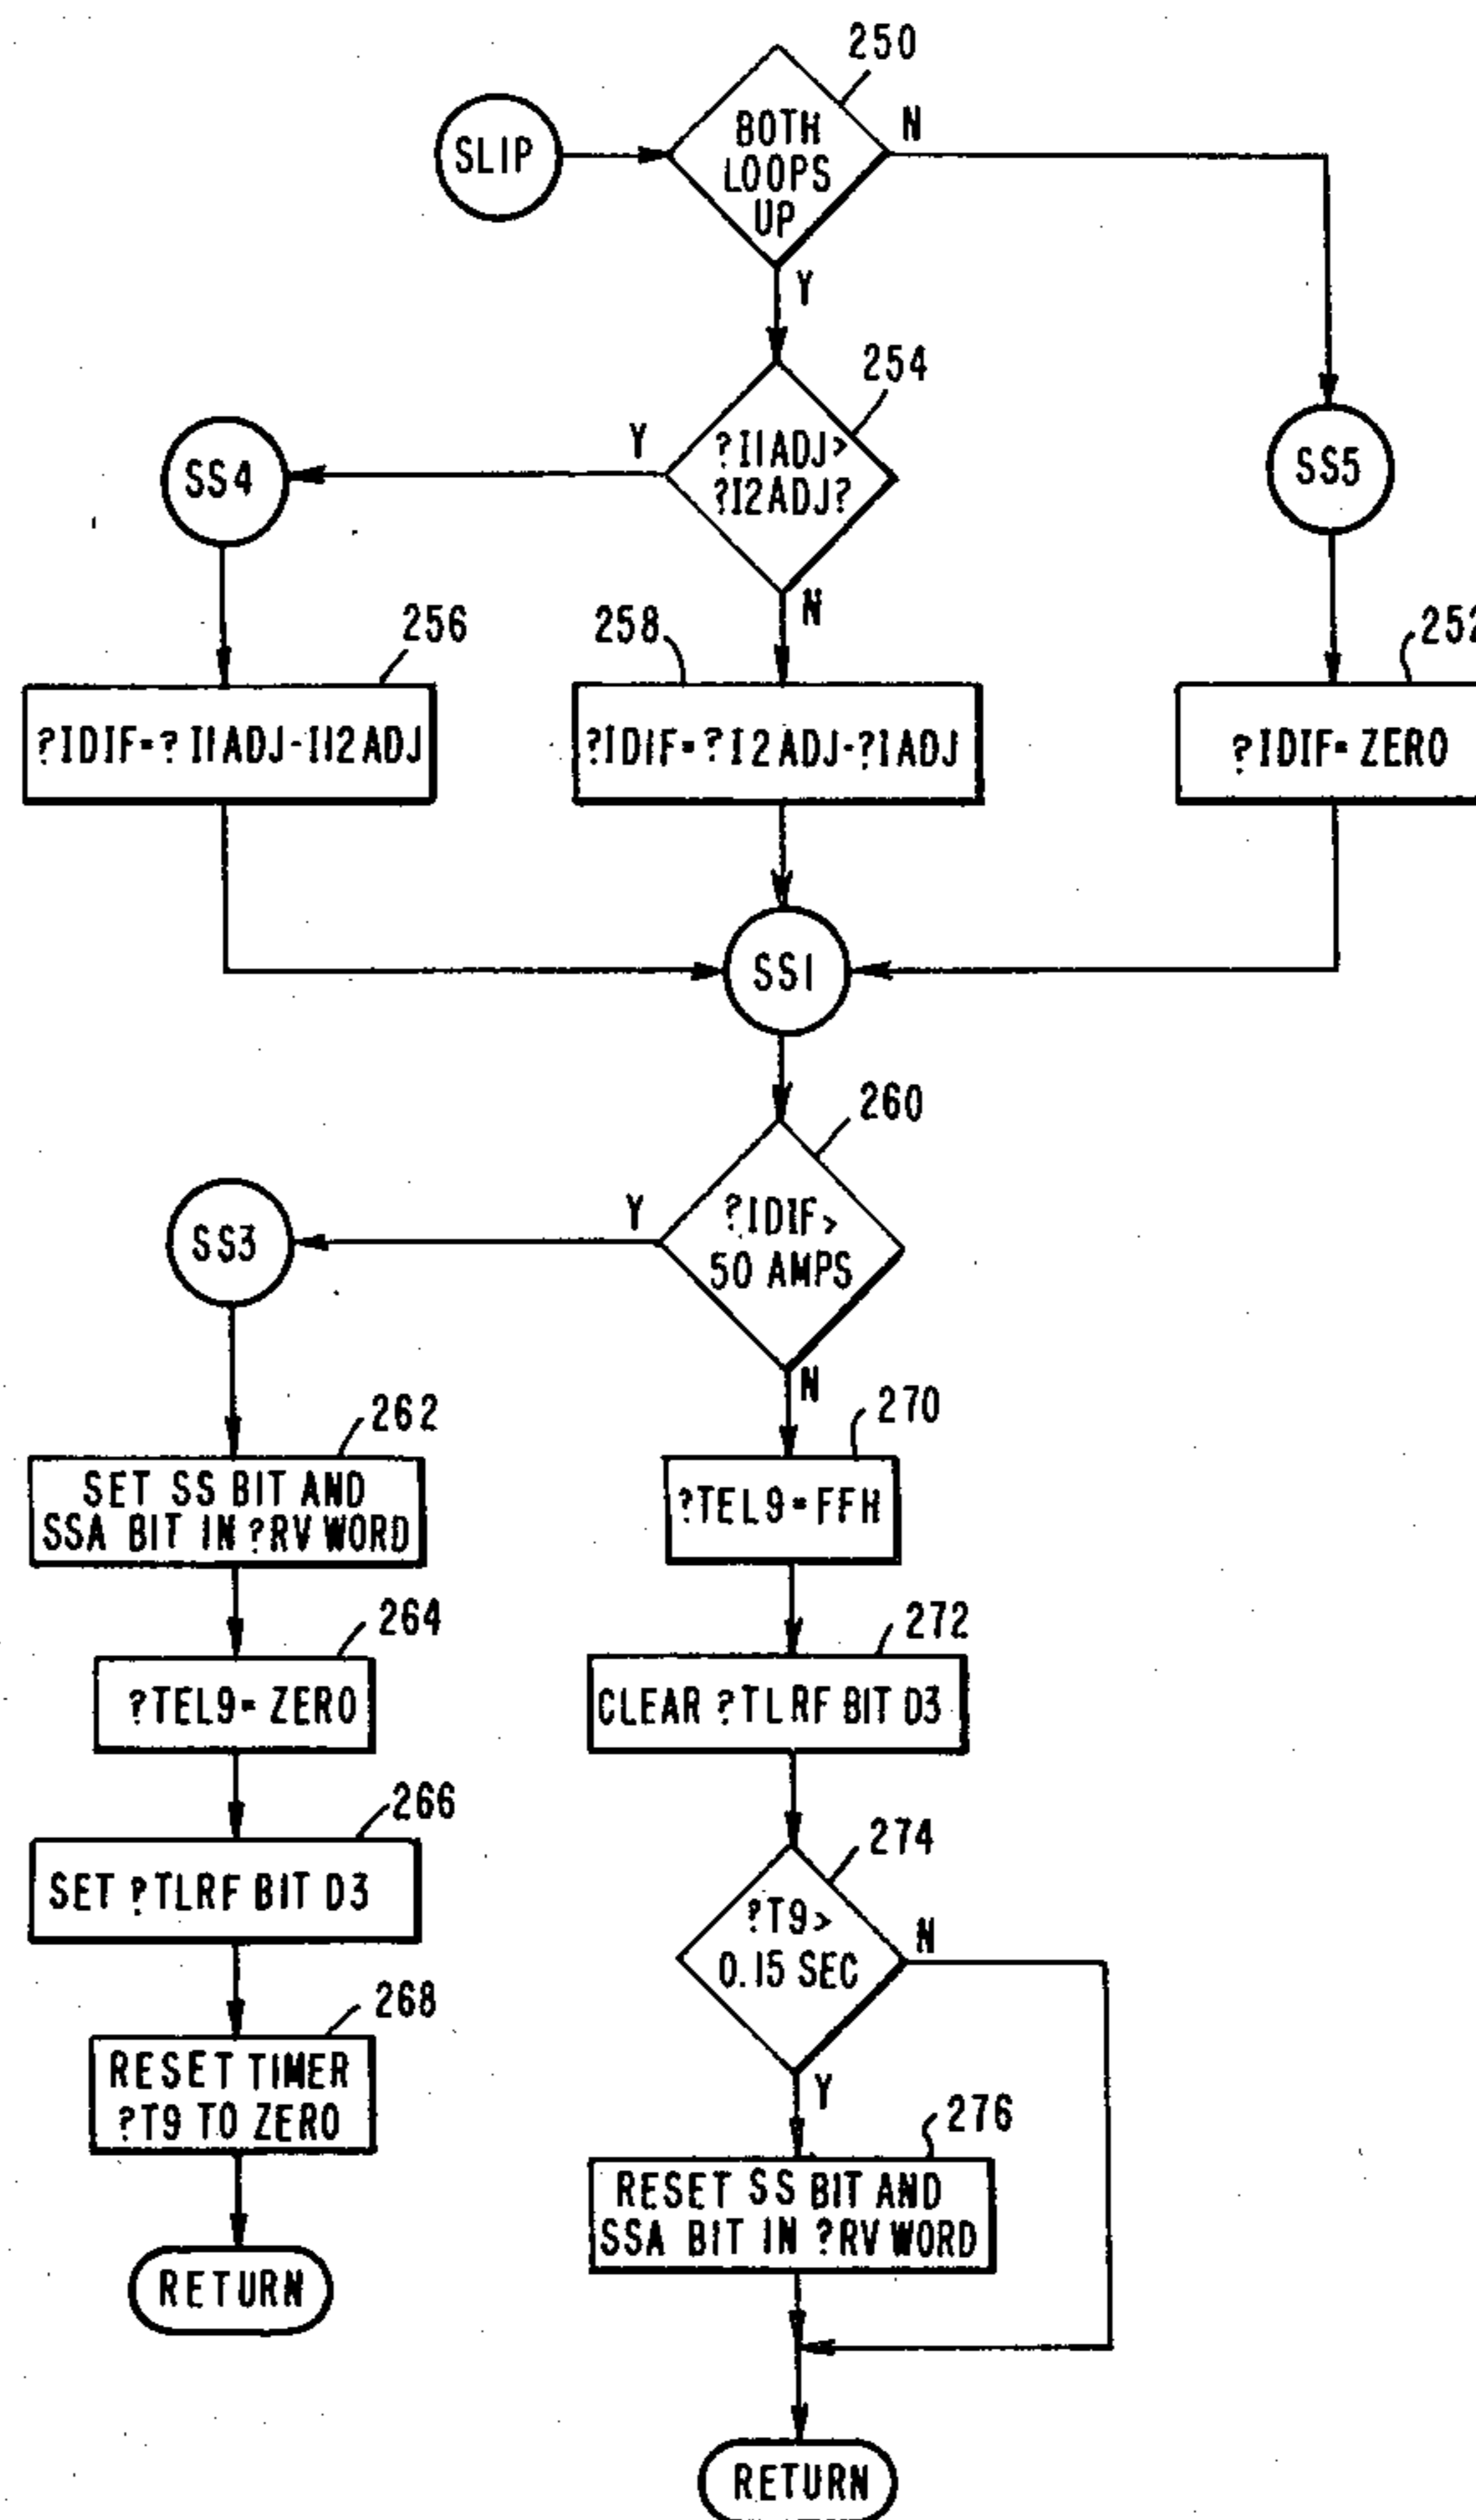 250
SLIP
BOTH
LOOPS
UP
N
Y
254
Y
?I1ADJ>
?I2ADJ?
SS4
SS5
N
256
258
252
?IDIF=?I1ADJ-I12ADJ
?IDIF=?I2ADJ-?1ADJ
?IDIF=ZERO
SS1
260
Y
?IDIF>
50 AMPS
SS3
N
262
270
SET SS BIT AND
SSA BIT IN ?RV WORD
?TEL9=FFH
264
272
?TEL9=ZERO
CLEAR ?TLRF BIT D3
266
274
SET ?TLRF BIT D3
?T9>
0.15 SEC
N
268
RESET TIMER
?T9 TO ZERO
Y
276
RESET SS BIT AND
SSA BIT IN ?RV WORD
RETURN
RETURN